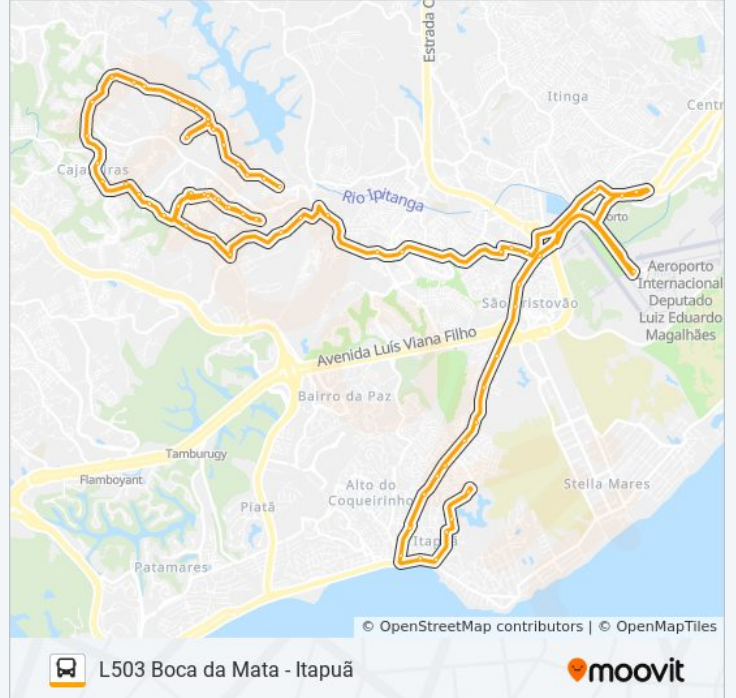 Estrada C
Itinga
Centr
Cajazeiras
Rio Ipitanga
orto
Aeroporto
Internacional
Deputado
Luiz Eduardo
Magalhães
São Cristovão
Avenida Luís Viana Filho
Bairro da Paz
Tamburugy
Flamboyant
Alto do
Coqueirinho
Stella Mares
Piatã
Itapuã
Patamares
© OpenStreetMap contributors | © OpenMapTiles
L503 Boca da Mata - Itapuã
moovit